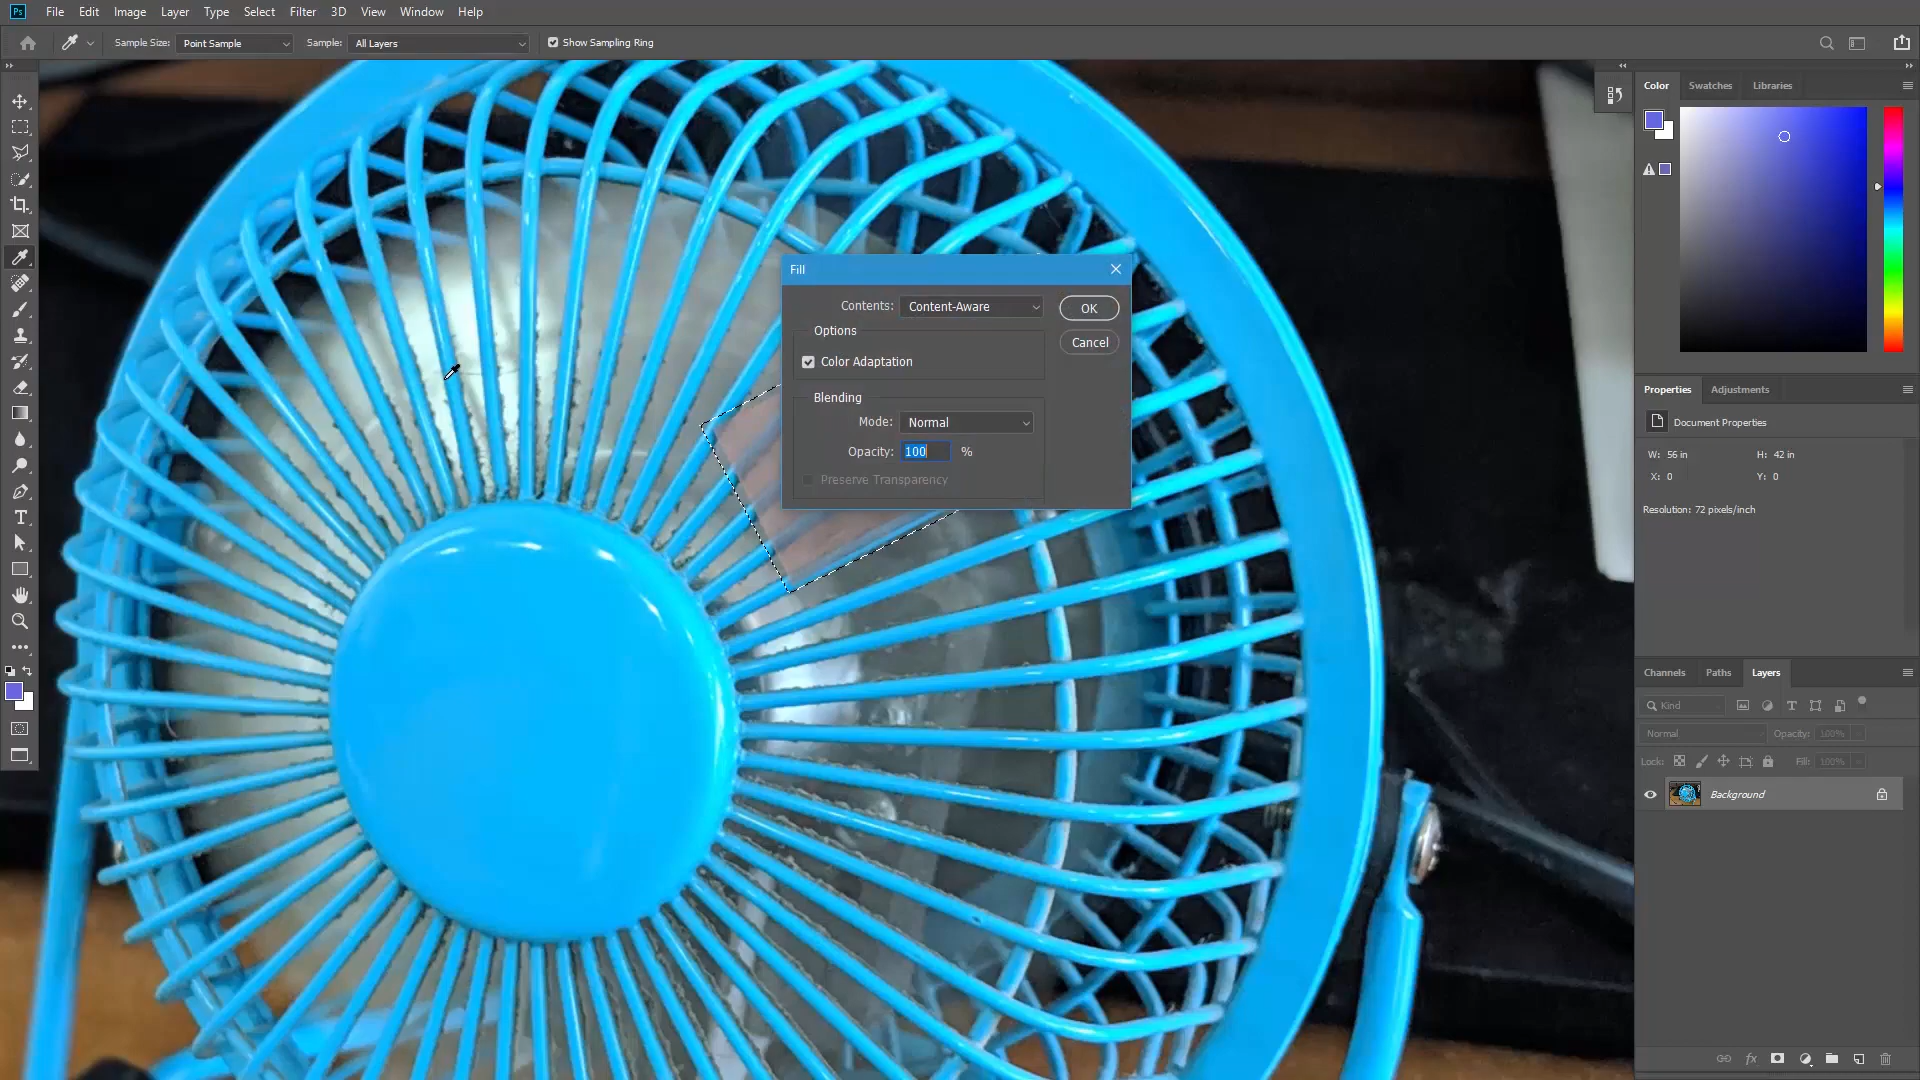 Ps File Edit Image Layer Type Select Filter 3D View Window Help
Sample Size: Point Sample Sample: All Layers Show Sampling Ring
Color Swatches Libraries
Fill
Contents: Content-Aware OK
Options
Color Adaptation
Cancel
Blending
Mode: Normal
Opacity: 100 %
Preserve Transparency
Properties Adjustments
Document Properties
W: 56 in H: 42 in
X: 0 Y: 0
Resolution: 72 pixels/inch
Channels Paths Layers
Kind
Normal Opacity: 100%
Lock: Fill: 100%
Background